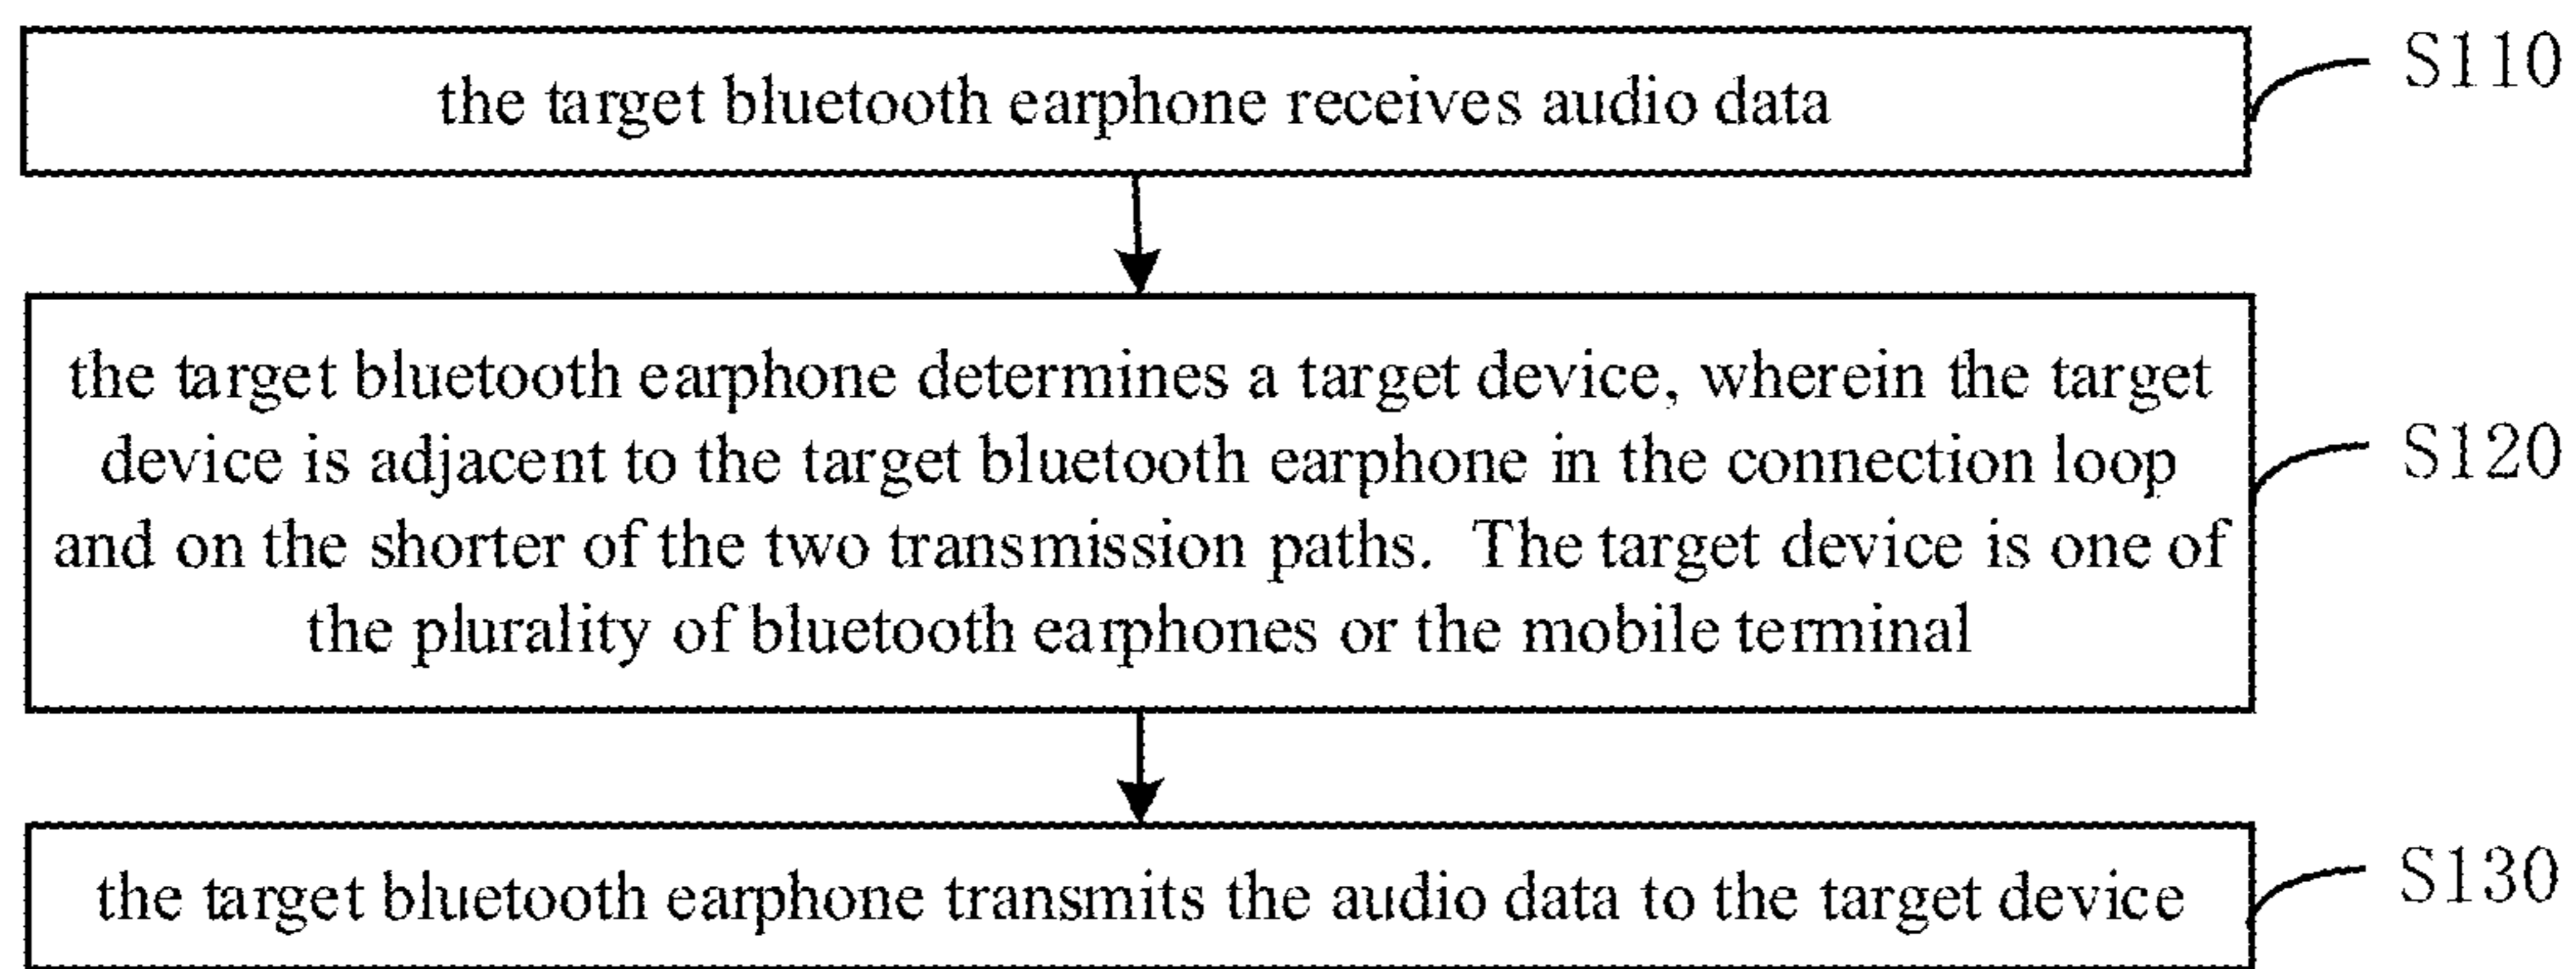 the target bluetooth earphone receives audio data
S110
the target bluetooth earphone determines a target device, wherein the target
device is adjacent to the target bluetooth earphone in the connection loop
and on the shorter of the two transmission paths. The target device is one of
the plurality of bluetooth earphones or the mobile terminal
S120
the target bluetooth earphone transmits the audio data to the target device
S130